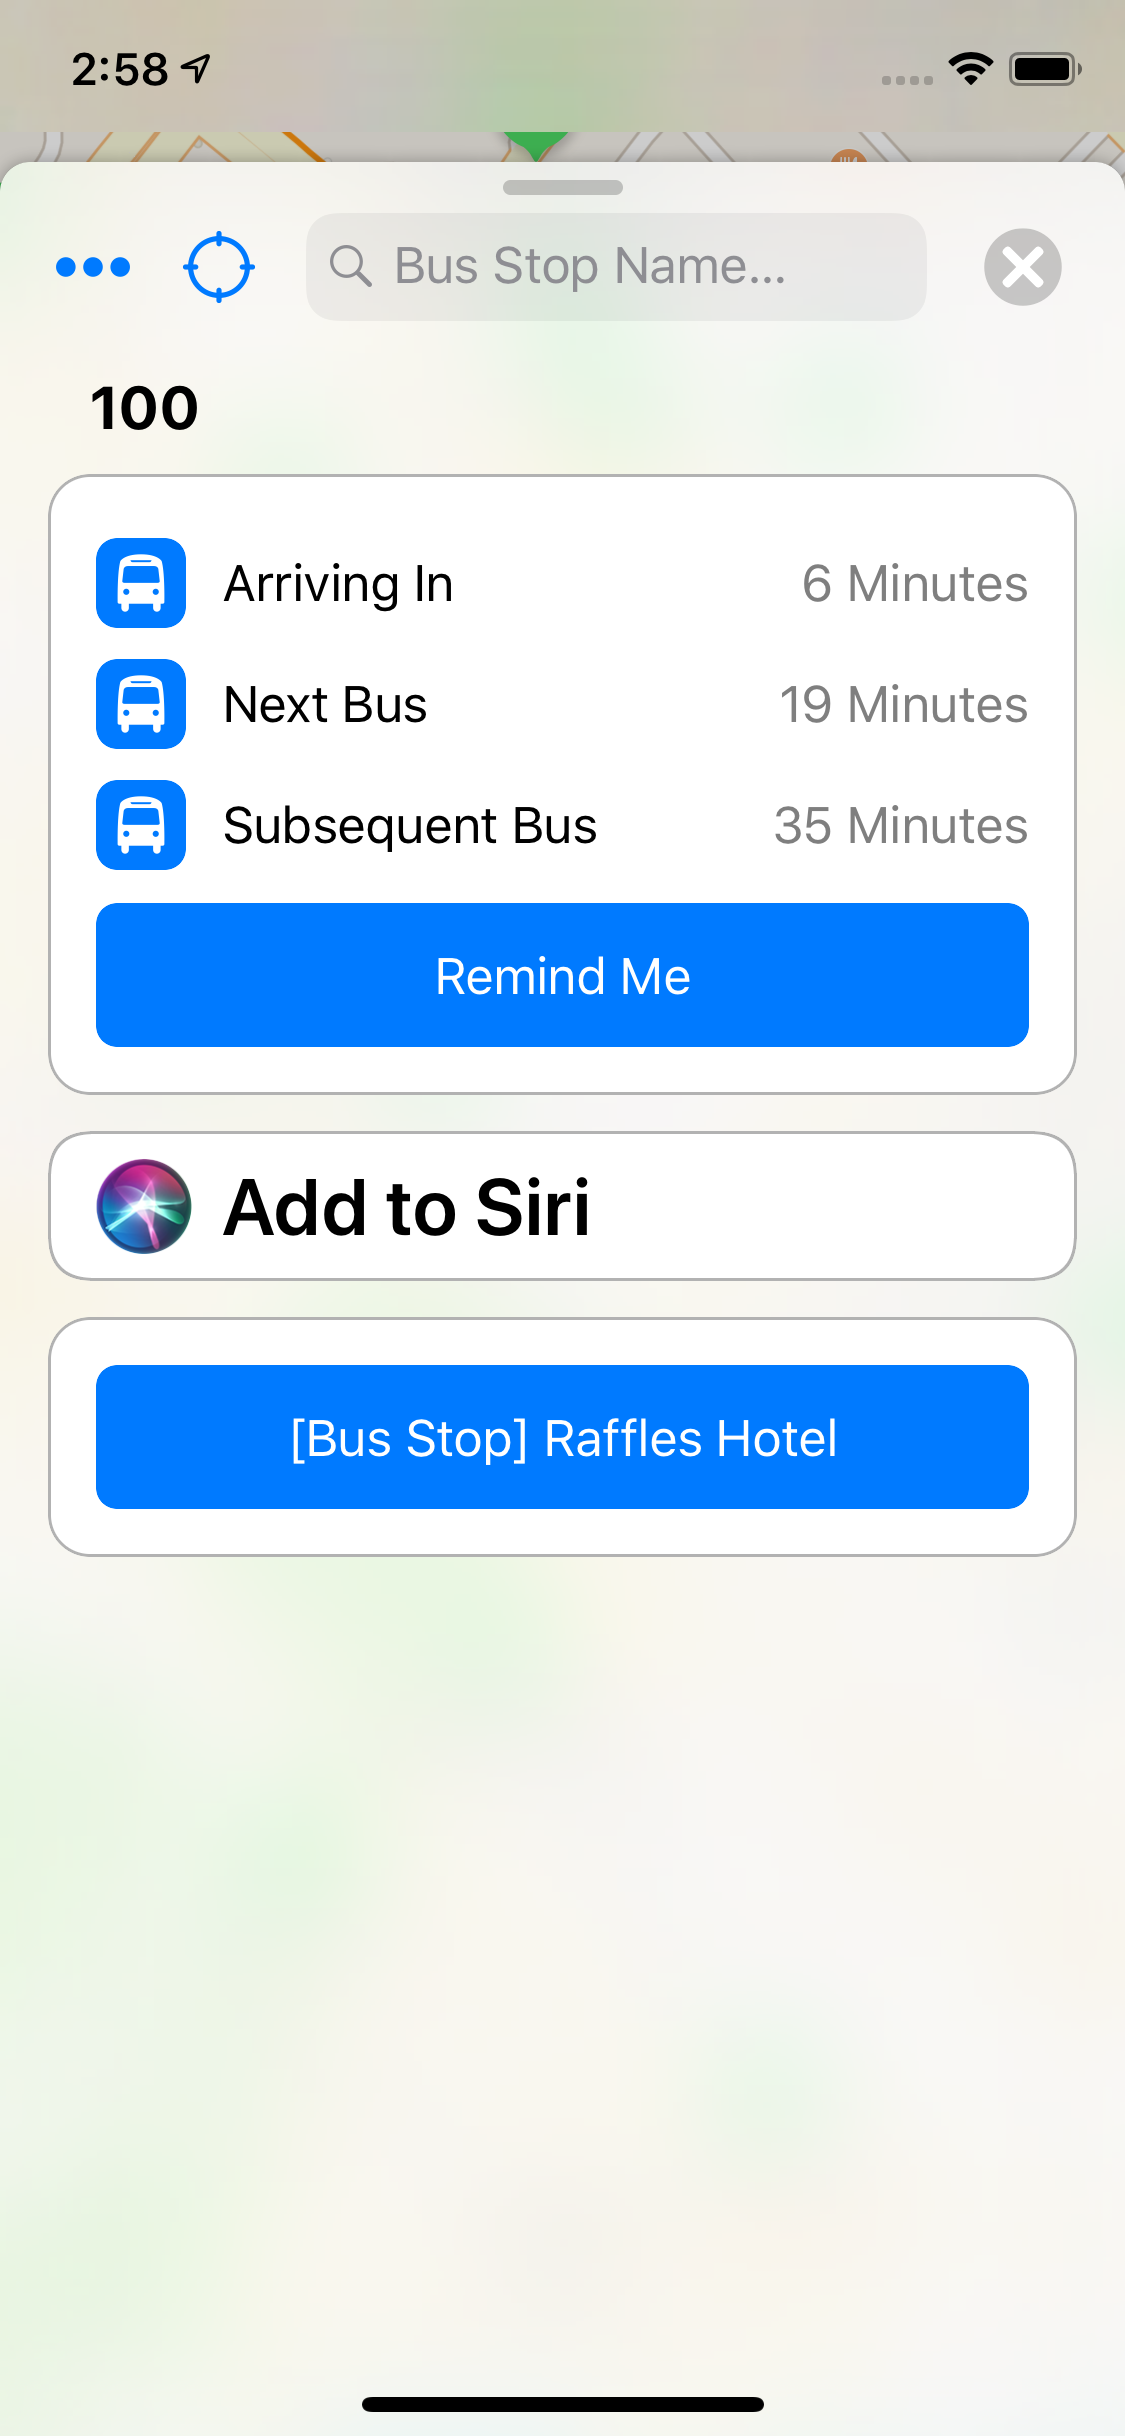 2:58
Bus Stop Name...
100
Arriving In 6 Minutes
Next Bus 19 Minutes
Subsequent Bus 35 Minutes
Remind Me
Add to Siri
[Bus Stop] Raffles Hotel